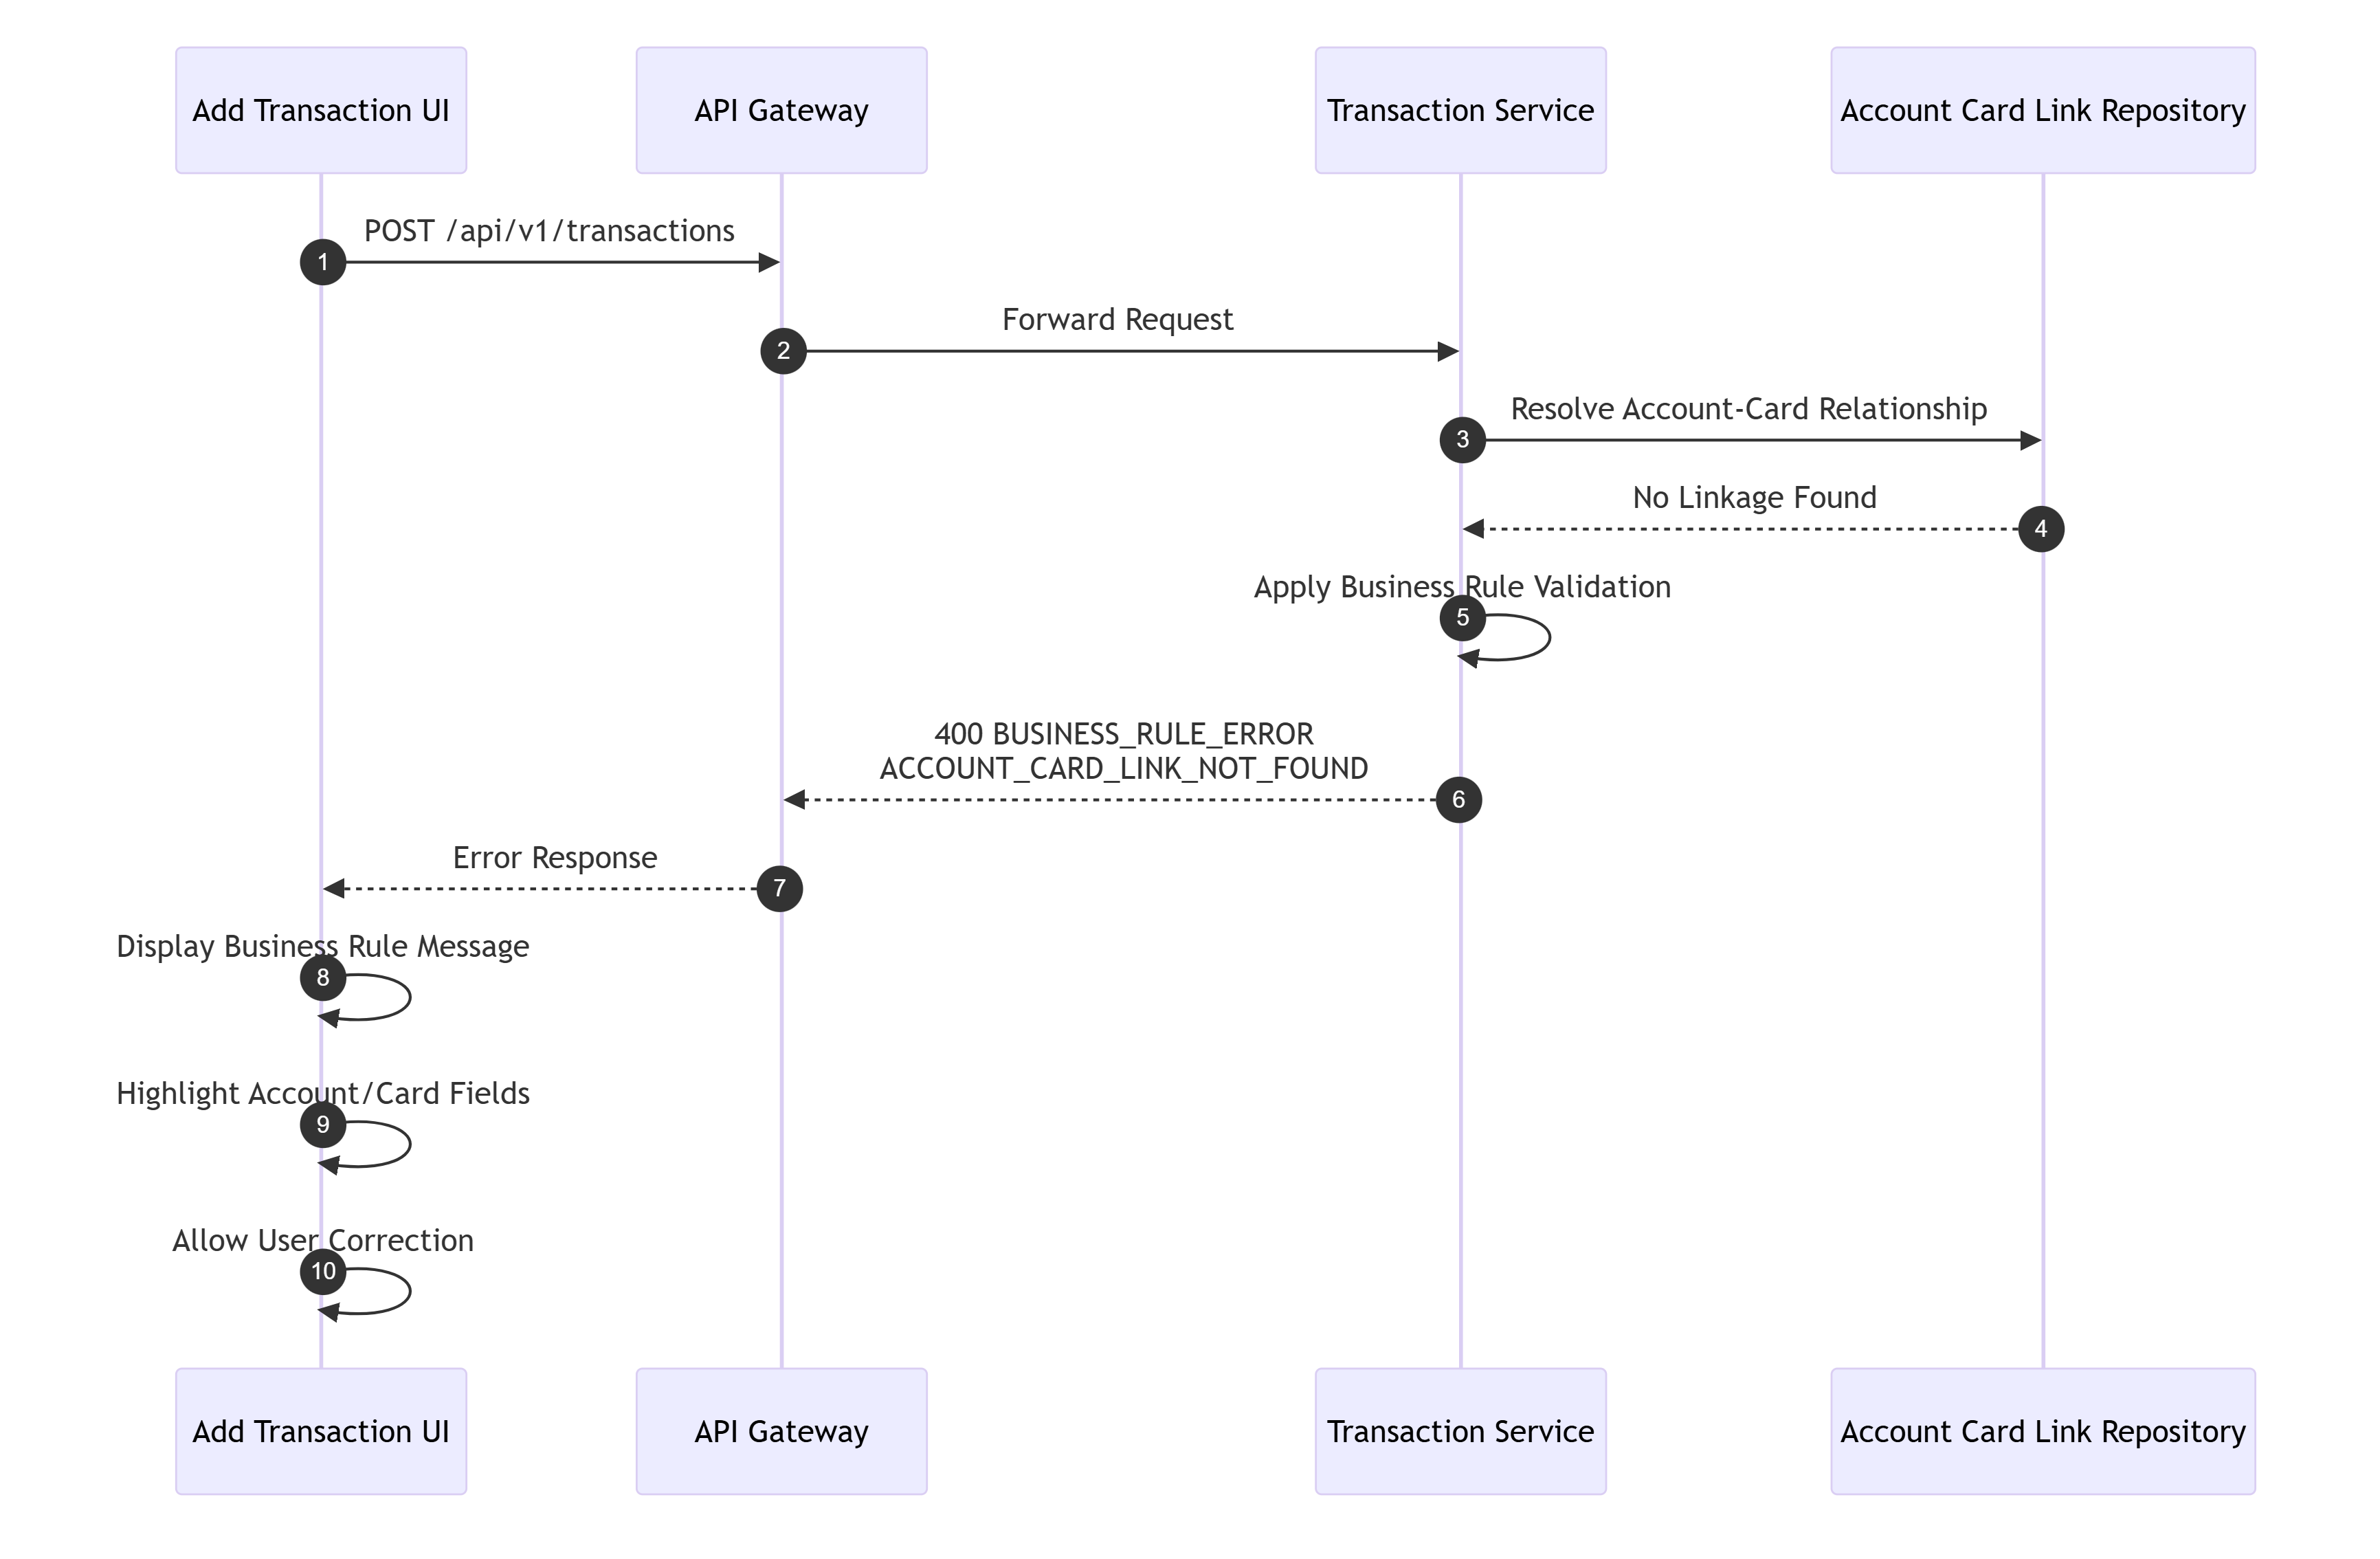 Add Transaction UI
API Gateway
Transaction Service
Account Card Link Repository
POST /api/v1/transactions
1
Forward Request
2
Resolve Account-Card Relationship
3
No Linkage Found
4
Apply Business Rule Validation
5
400 BUSINESS_RULE_ERROR
ACCOUNT_CARD_LINK_NOT_FOUND
6
Error Response
7
Display Business Rule Message
8
Highlight Account/Card Fields
9
Allow User Correction
10
Add Transaction UI
API Gateway
Transaction Service
Account Card Link Repository